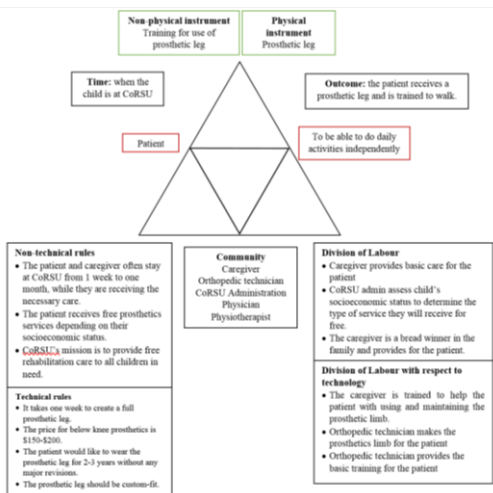 Non-physical instrument
Training for use of
prosthetic leg
Physical
instrument
Prosthetic leg
Time: when the
child is at CoRSU
Outcome: the patient receives a
prosthetic leg and is trained to walk.
Patient
To be able to do daily
activities independently
Non-technical rules
• The patient and caregiver often stay
at CoRSU from 1 week to one
month, while they are receiving the
necessary care.
• The patient receives free prosthetics
services depending on their
socioeconomic status.
• CoRSU's mission is to provide free
rehabilitation care to all children in
need.
Technical rules
• It takes one week to create a full
prosthetic leg.
• The price for below knee prosthetics is
$150-$200.
• The patient would like to wear the
prosthetic leg for 2-3 years without any
major revisions.
• The prosthetic leg should be custom-fit.
Community
Caregiver
Orthopedic technician
CoRSU Administration
Physician
Physiotherapist
Division of Labour
• Caregiver provides basic care for the
patient
• CoRSU admin assess child's
socioeconomic status to determine the
type of service they will receive for
free.
• The caregiver is a bread winner in the
family and provides for the patient.
Division of Labour with respect to
technology
• The caregiver is trained to help the
patient with using and maintaining the
prosthetic limb.
• Orthopedic technician makes the
prosthetics limb for the patient
• Orthopedic technician provides the
basic training for the patient